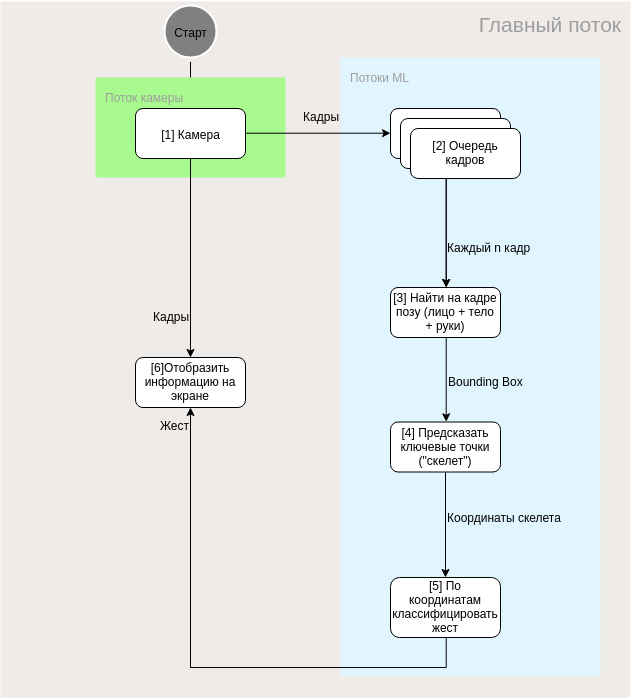 Главный поток
Старт
Поток камеры
Потоки ML
[1] Камера
Кадры
[2] Очередь
кадров
Каждый n кадр
[3] Найти на кадре
позу (лицо + тело
+ руки)
Кадры
[6]Отобразить
информацию на
экране
Bounding Box
Жест
[4] Предсказать
ключевые точки
("скелет")
Координаты скелета
[5] По
координатам
классифицировать
жест